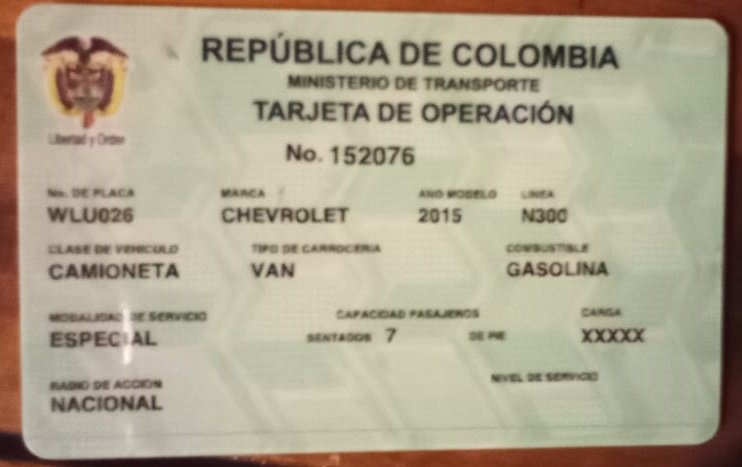 REPÚBLICA DE COLOMBIA
MINISTERIO DE TRANSPORTE
TARJETA DE OPERACIÓN
Libertad y Orden
No. 152076
No. DE PLACA MARCA AÑO MODELO LINEA
WLU026 CHEVROLET 2015 N300
CLASE DE VEHICULO TIPO DE CARROCERIA COMBUSTIBLE
CAMIONETA VAN GASOLINA
MODALIDAD DE SERVICIO CAPACIDAD PASAJEROS CARGA
ESPECIAL SENTADOS 7 DE PIE XXXXX
RADIO DE ACCION NIVEL DE SERVICIO
NACIONAL